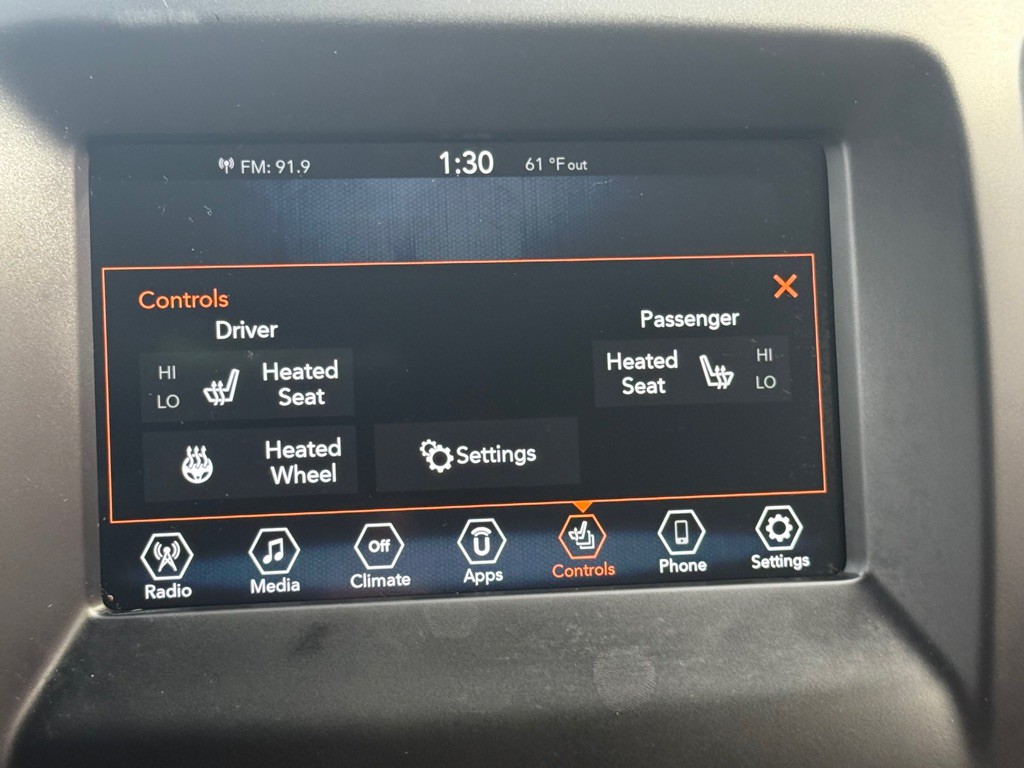 FM: 91.9
1:30
61 °F out
Controls
Driver
Passenger
HI
LO
Heated
Seat
Heated
Seat
HI
LO
Heated
Wheel
Settings
Radio
Media
Off
Climate
Apps
Controls
Phone
Settings